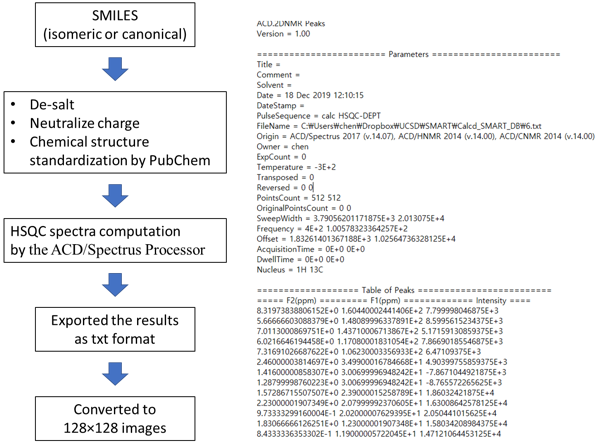 SMILES
(isomeric or canonical)
• De-salt
• Neutralize charge
• Chemical structure
standardization by PubChem
HSQC spectra computation
by the ACD/Spectrus Processor
Exported the results
as txt format
Converted to
128×128 images
ACD.2DNMR Peaks
Version = 1.00
======================== Parameters ========================
Title =
Comment =
Solvent =
Date = 18 Dec 2019 12:10:15
DateStamp =
PulseSequence = calc HSQC-DEPT
FileName = C:₩Users₩chen₩Dropbox₩UCSD₩SMART₩Calcd_SMART_DB₩6.txt
Origin = ACD/Spectrus 2017 (v.14.07), ACD/HNMR 2014 (v.14.00), ACD/CNMR 2014 (v.14.00)
Owner = chen
ExpCount = 0
Temperature = -3E+2
Transposed = 0
Reversed = 0 0
PointsCount = 512 512
OriginalPointsCount = 0 0
SweepWidth = 3.79056201171875E+3 2.013075E+4
Frequency = 4E+2 1.00578323364257E+2
Offset = 1.83261401367188E+3 1.02564736328125E+4
AcquisitionTime = 0E+0 0E+0
DwellTime = 0E+0 0E+0
Nucleus = 1H 13C
=================== Table of Peaks =========================
===== F2(ppm) ========= F1(ppm) ============= Intensity ====
8.31973838806152E+0 1.60440002441406E+2 7.799998046875E+3
5.66666603088379E+0 1.48089996337891E+2 8.5995615234375E+3
7.0113000869751E+0 1.43710006713867E+2 5.17159130859375E+3
6.0216646194458E+0 1.17080001831054E+2 7.86690185546875E+3
7.31691026687622E+0 1.06230003356933E+2 6.47109375E+3
2.46000003814697E+0 3.49900016784668E+1 4.90399755859375E+3
1.41600000858307E+0 3.00699996948242E+1 -7.8671044921875E+3
1.28799998760223E+0 3.00699996948242E+1 -8.765572265625E+3
1.57286715507507E+0 2.39000015258789E+1 1.86032421875E+4
2.23000001907349E+0 2.07999992370605E+1 1.63008642578125E+4
9.73333299160004E-1 2.02000007629395E+1 2.050441015625E+4
1.83066666126251E+0 1.23000001907348E+1 1.58034208984375E+4
8.4333336353302E-1 1.19000005722045E+1 1.47121064453125E+4